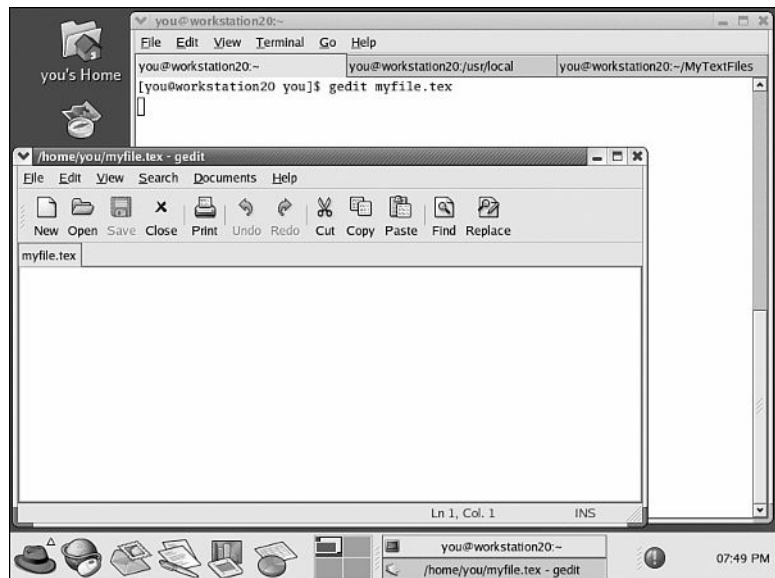 you@workstation20:~
File Edit View Terminal Go Help
you's Home
you@workstation20:~ you@workstation20:/usr/local you@workstation20:~/MyTextFiles
[you@workstation20 you]$ gedit myfile.tex
/home/you/myfile.tex - gedit
File Edit View Search Documents Help
New Open Save Close Print Undo Redo Cut Copy Paste Find Replace
myfile.tex
Ln 1, Col. 1 INS
you@workstation20:~
/home/you/myfile.tex - gedit
07:49 PM